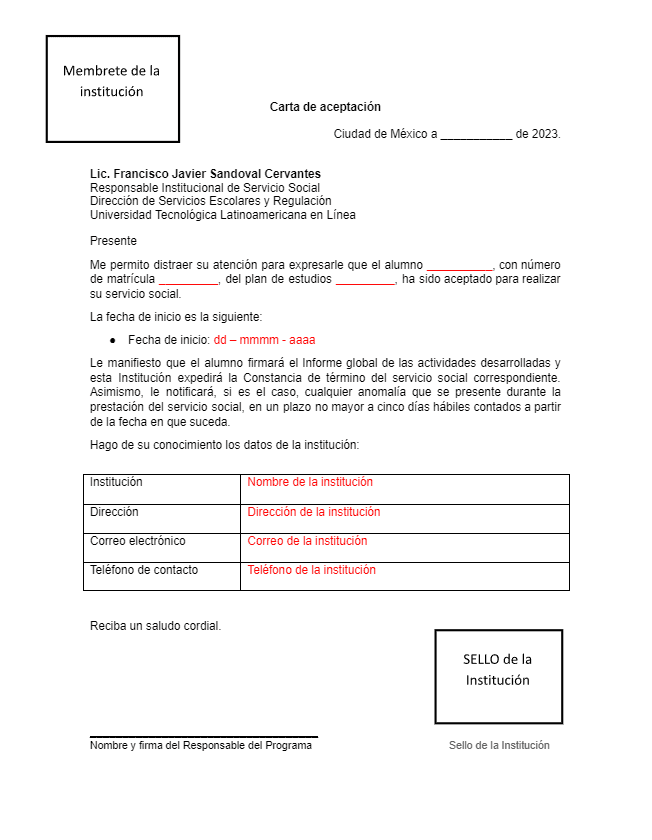 Membrete de la
institución
Carta de aceptación
Ciudad de México a ___________ de 2023.
Lic. Francisco Javier Sandoval Cervantes
Responsable Institucional de Servicio Social
Dirección de Servicios Escolares y Regulación
Universidad Tecnológica Latinoamericana en Línea
Presente
Me permito distraer su atención para expresarle que el alumno __________, con número
de matrícula _________, del plan de estudios _________, ha sido aceptado para realizar
su servicio social.
La fecha de inicio es la siguiente:
● Fecha de inicio: dd – mmmm - aaaa
Le manifiesto que el alumno firmará el Informe global de las actividades desarrolladas y
esta Institución expedirá la Constancia de término del servicio social correspondiente.
Asimismo, le notificará, si es el caso, cualquier anomalía que se presente durante la
prestación del servicio social, en un plazo no mayor a cinco días hábiles contados a partir
de la fecha en que suceda.
Hago de su conocimiento los datos de la institución:
Institución Nombre de la institución
Dirección Dirección de la institución
Correo electrónico Correo de la institución
Teléfono de contacto Teléfono de la institución
Reciba un saludo cordial.
SELLO de la
Institución
Nombre y firma del Responsable del Programa Sello de la Institución